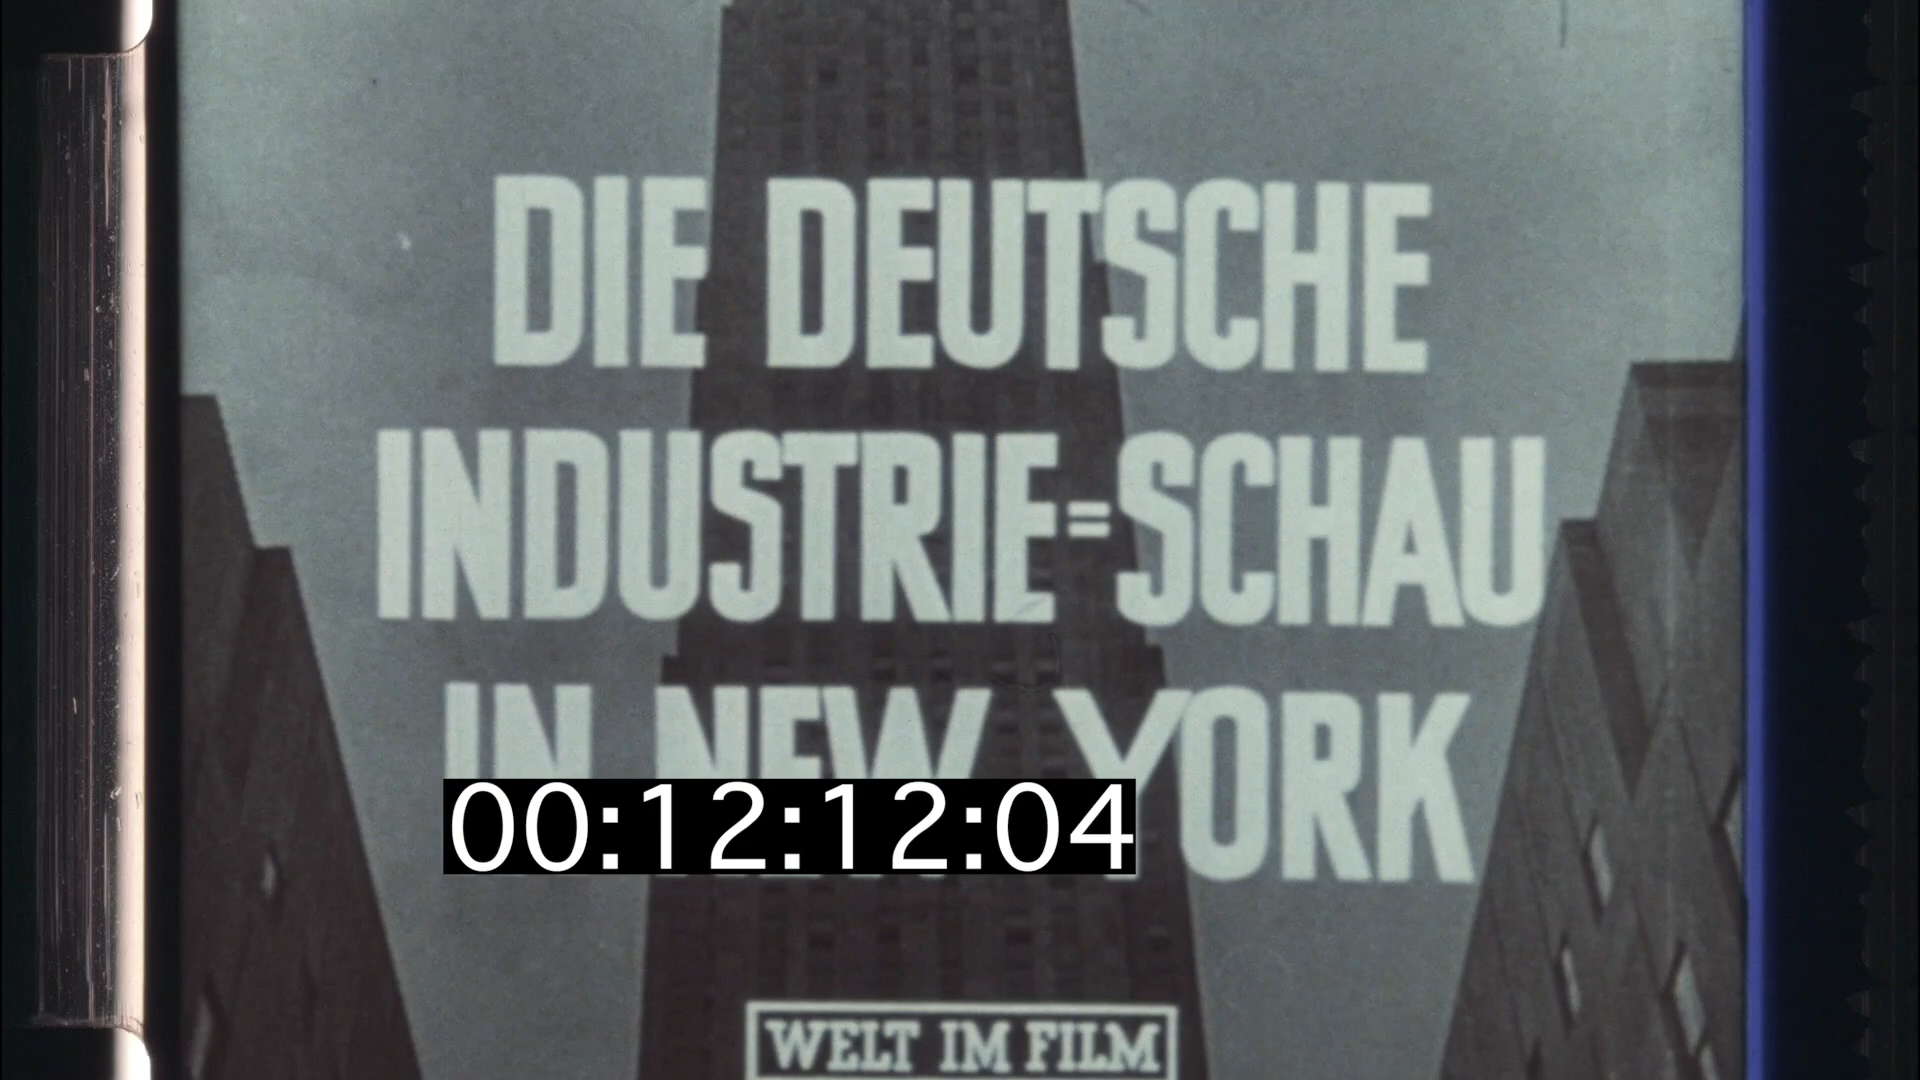 DIE DEUTSCHE
INDUSTRIE=SCHAU
IN NEW YORK
00:12:12:04
WELT IM FILM